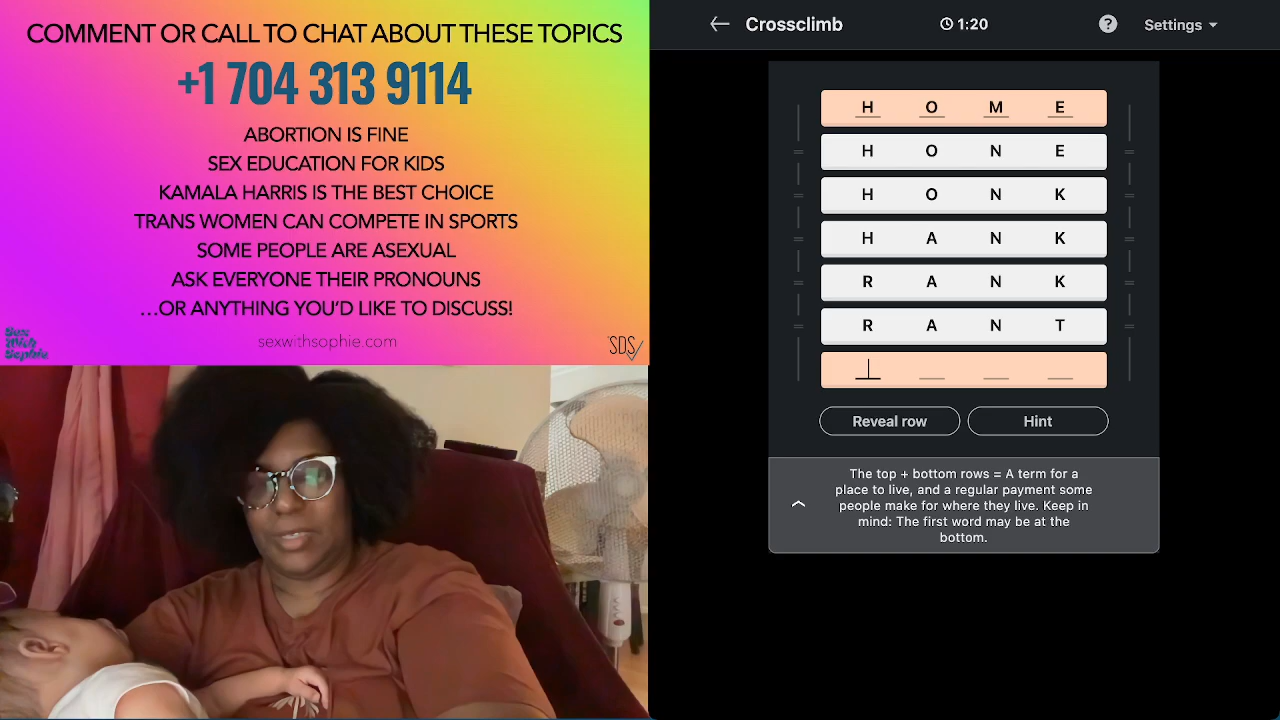 COMMENT OR CALL TO CHAT ABOUT THESE TOPICS
+1 704 313 9114
ABORTION IS FINE
SEX EDUCATION FOR KIDS
KAMALA HARRIS IS THE BEST CHOICE
TRANS WOMEN CAN COMPETE IN SPORTS
SOME PEOPLE ARE ASEXUAL
ASK EVERYONE THEIR PRONOUNS
...OR ANYTHING YOU'D LIKE TO DISCUSS!
sexwithsophie.com
Sex
With
Sophie
SDS
Crossclimb
1:20
?
Settings
H O M E
H O N E
H O N K
H A N K
R A N K
R A N T
Reveal row
Hint
The top + bottom rows = A term for a
place to live, and a regular payment some
people make for where they live. Keep in
mind: The first word may be at the
bottom.